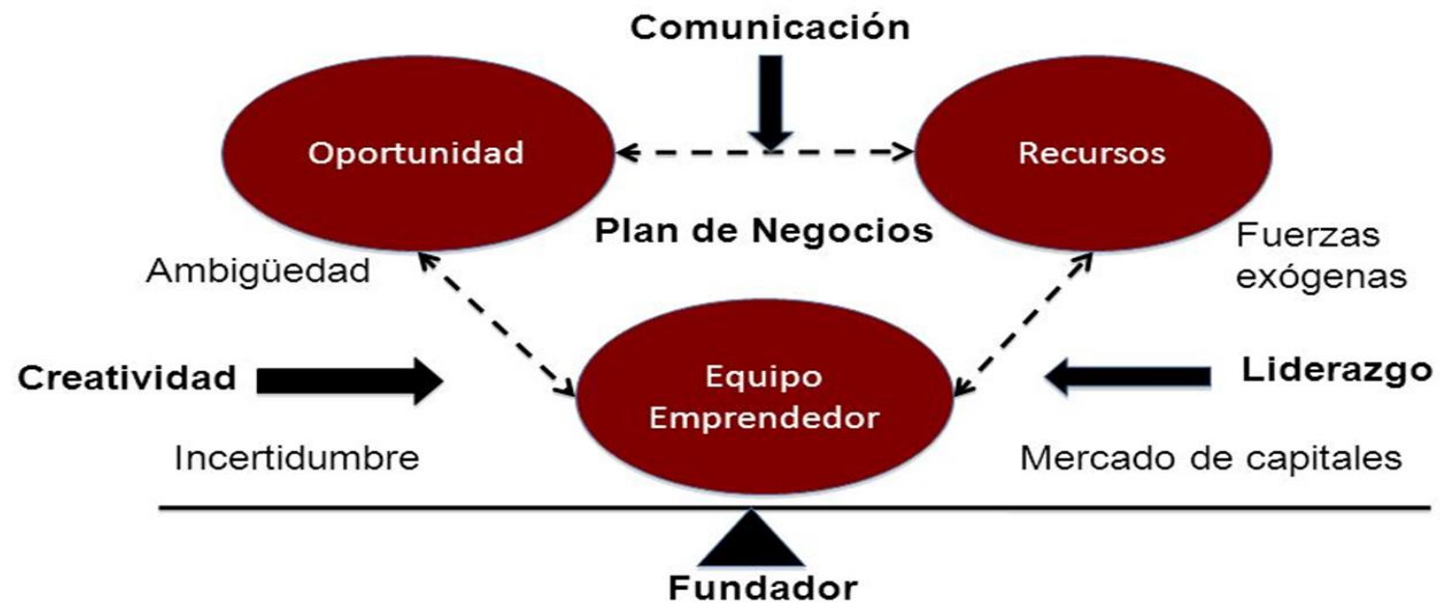 Comunicación
Oportunidad
Recursos
Plan de Negocios
Fuerzas
exógenas
Ambigüedad
Creatividad
Equipo
Emprendedor
Liderazgo
Incertidumbre
Mercado de capitales
Fundador